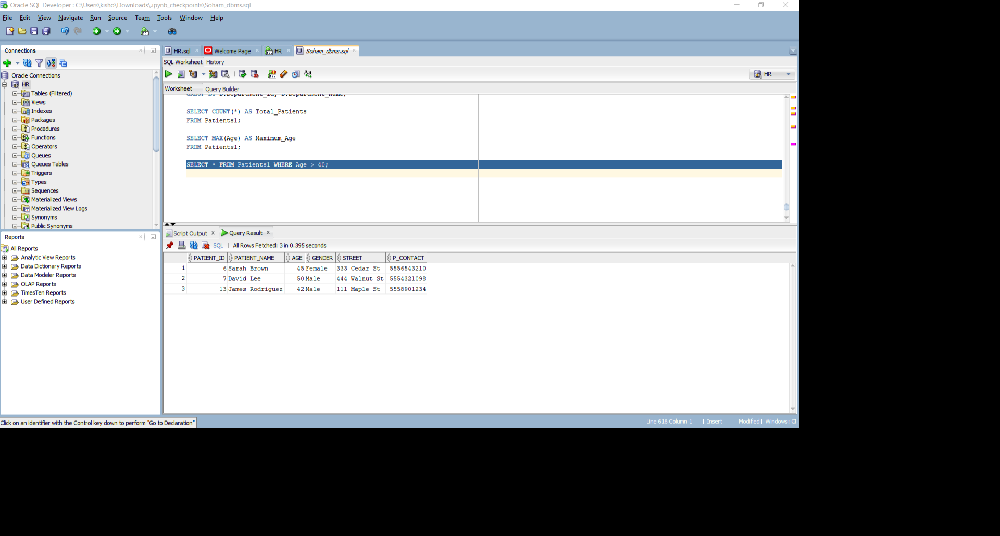 Oracle SQL Developer : C:\Users\kisho\Downloads\.ipynb_checkpoints\Soham_dbms.sql
File Edit View Navigate Run Source Team Tools Window Help
Connections
Oracle Connections
HR
Tables (Filtered)
Views
Indexes
Packages
Procedures
Functions
Operators
Queues
Queues Tables
Triggers
Types
Sequences
Materialized Views
Materialized View Logs
Synonyms
Public Synonyms
Reports
All Reports
Analytic View Reports
Data Dictionary Reports
Data Modeler Reports
OLAP Reports
TimesTen Reports
User Defined Reports
HR.sql Welcome Page HR Soham_dbms.sql
SQL Worksheet History
HR
Worksheet Query Builder
GROUP BY D.Department_Id, D.Department_Name;
SELECT COUNT(*) AS Total_Patients
FROM Patients1;
SELECT MAX(Age) AS Maximum_Age
FROM Patients1;
SELECT * FROM Patients1 WHERE Age > 40;
Script Output Query Result
SQL All Rows Fetched: 3 in 0.395 seconds
PATIENT_ID PATIENT_NAME AGE GENDER STREET P_CONTACT
1 6 Sarah Brown 45 Female 333 Cedar St 5556543210
2 7 David Lee 50 Male 444 Walnut St 5554321098
3 13 James Rodriguez 42 Male 111 Maple St 5558901234
Click on an identifier with the Control key down to perform "Go to Declaration"
Line 616 Column 1 Insert Modified Windows: CF